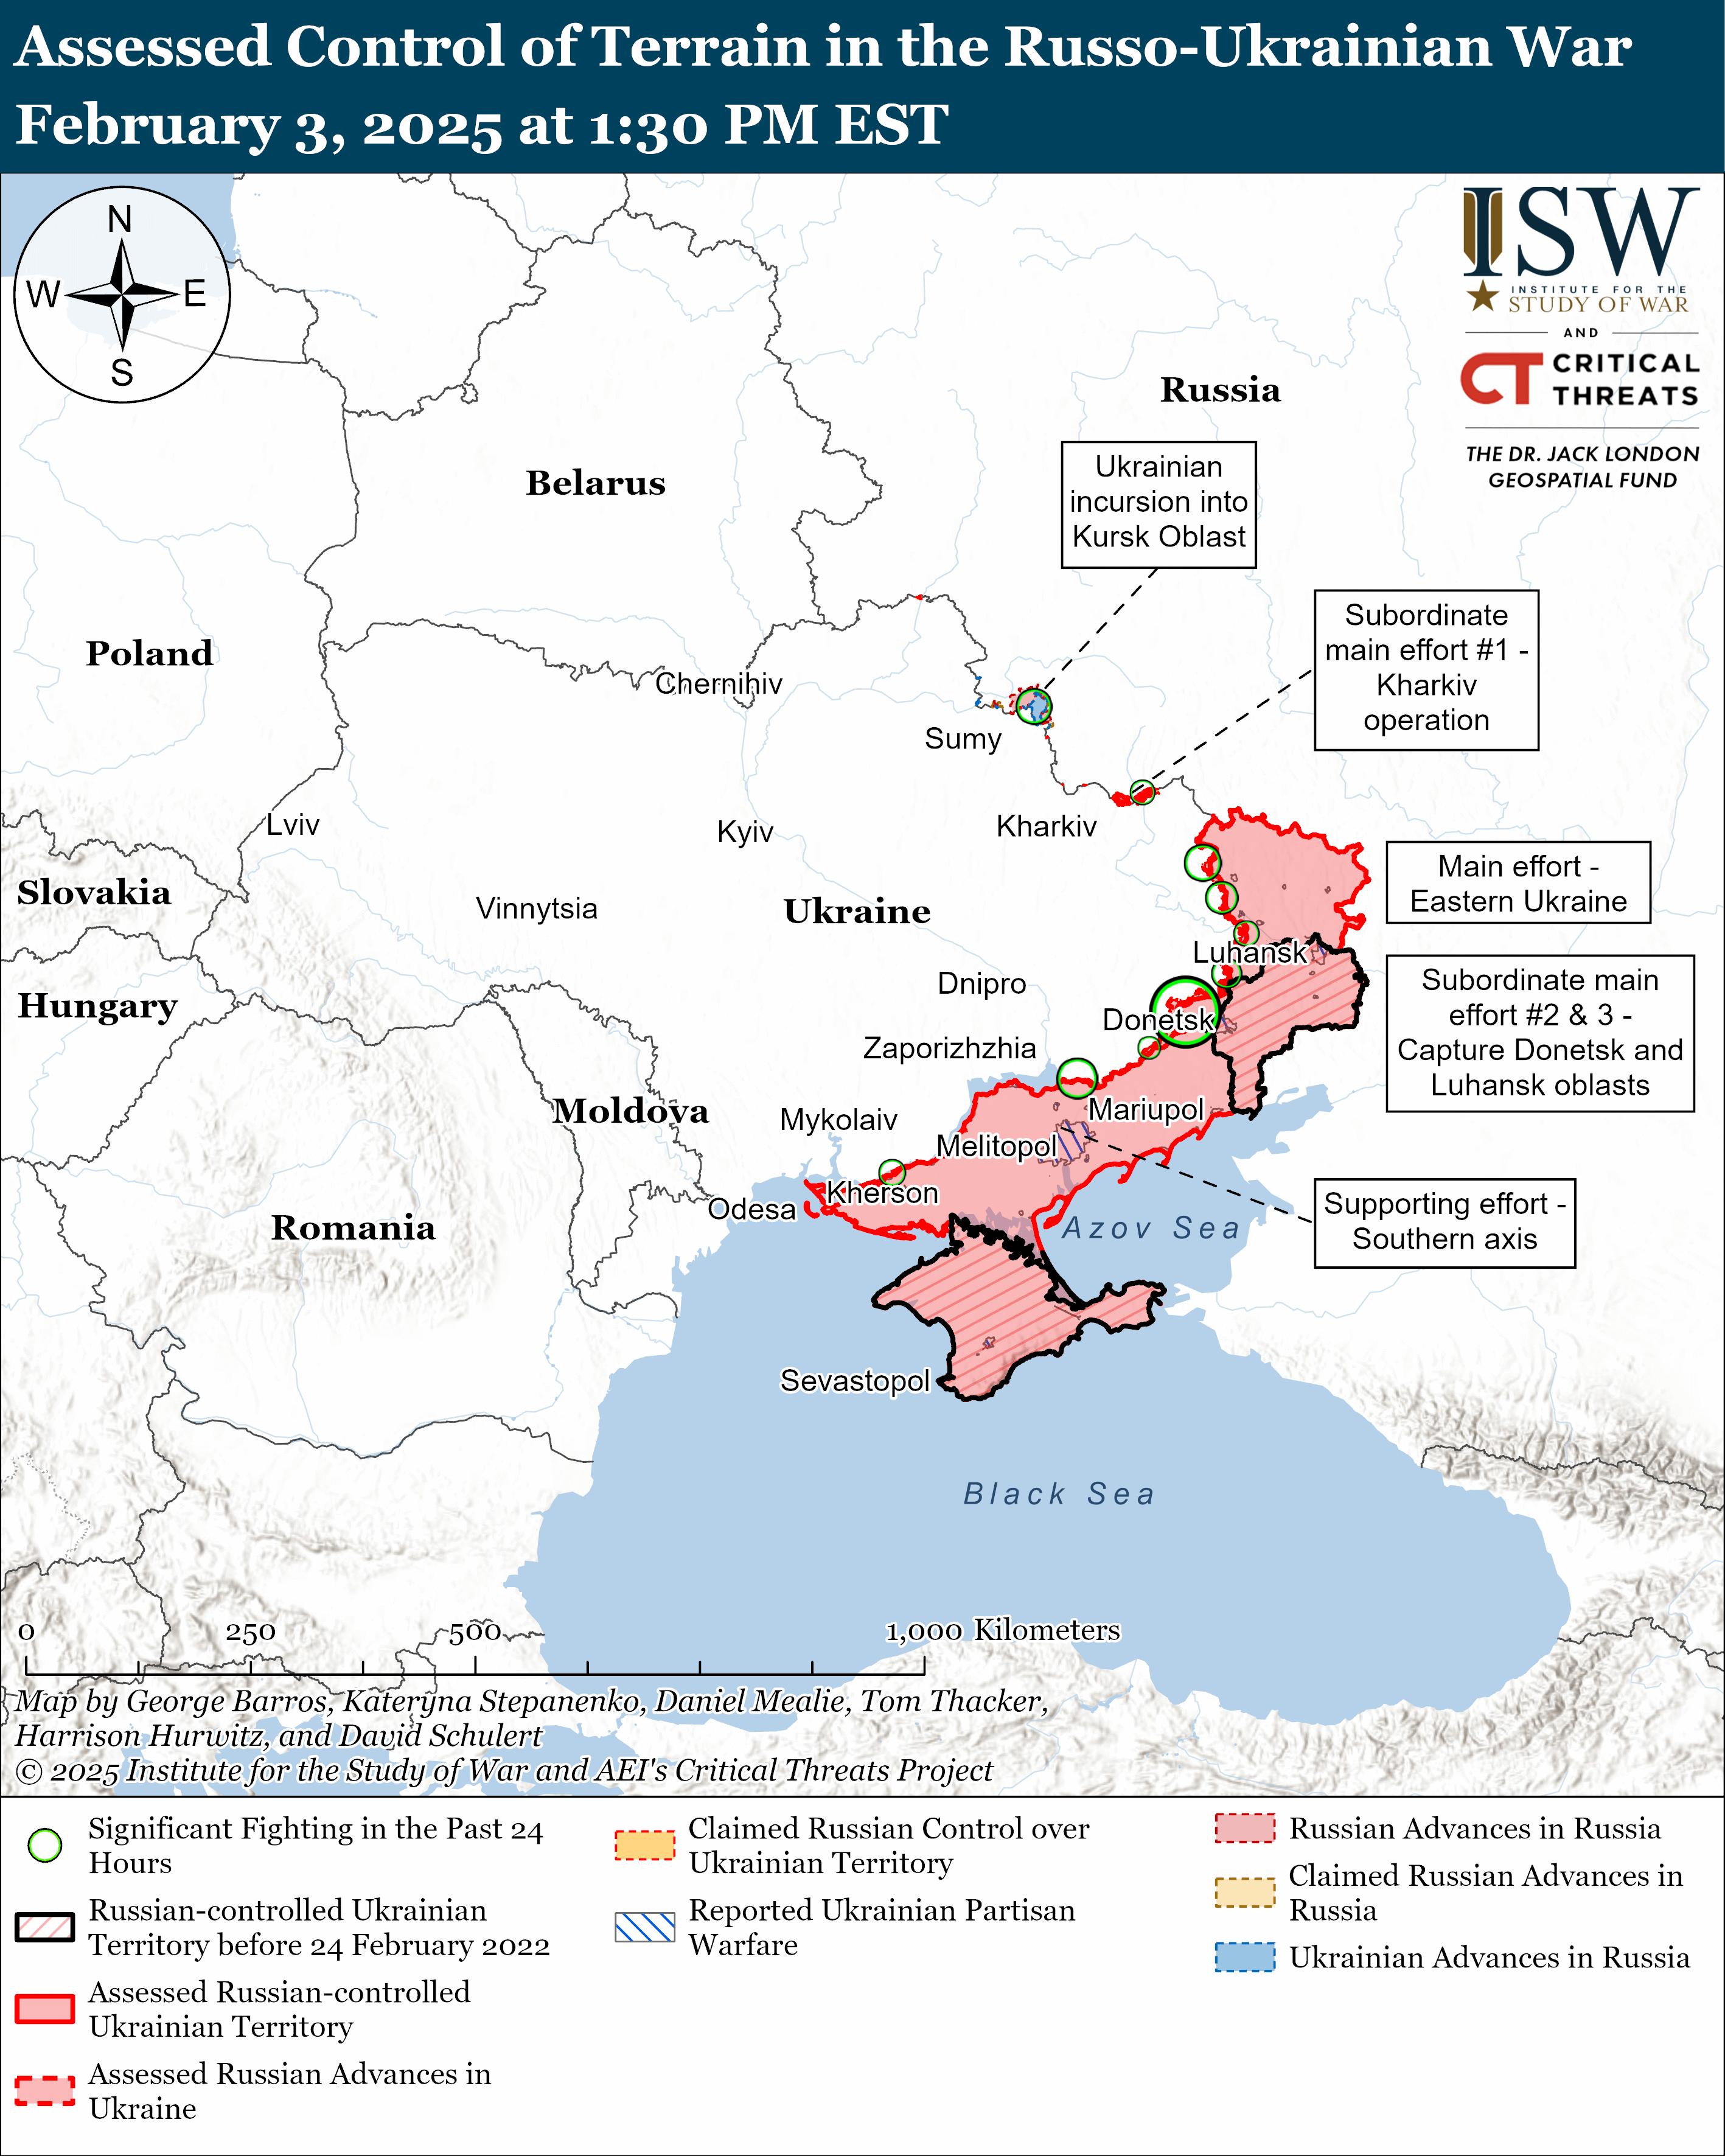 Assessed Control of Terrain in the Russo-Ukrainian War
February 3, 2025 at 1:30 PM EST
N
W
E
S
ISW
INSTITUTE FOR THE
STUDY OF WAR
AND
CT CRITICAL
THREATS
THE DR. JACK LONDON
GEOSPATIAL FUND
Russia
Ukrainian
incursion into
Kursk Oblast
Belarus
Subordinate
main effort #1 -
Kharkiv
operation
Poland
Chernihiv
Sumy
Lviv
Kyiv
Kharkiv
Main effort -
Eastern Ukraine
Slovakia
Vinnytsia
Ukraine
Luhansk
Subordinate main
effort #2 & 3 -
Capture Donetsk and
Luhansk oblasts
Dnipro
Hungary
Donetsk
Zaporizhzhia
Moldova
Mykolaiv
Mariupol
Melitopol
Kherson
Odesa
Supporting effort -
Southern axis
Romania
Azov Sea
Sevastopol
Black Sea
0 250 500 1,000 Kilometers
Map by George Barros, Kateryna Stepanenko, Daniel Mealie, Tom Thacker,
Harrison Hurwitz, and David Schulert
© 2025 Institute for the Study of War and AEI's Critical Threats Project
Significant Fighting in the Past 24
Hours
Russian-controlled Ukrainian
Territory before 24 February 2022
Assessed Russian-controlled
Ukrainian Territory
Assessed Russian Advances in
Ukraine
Claimed Russian Control over
Ukrainian Territory
Reported Ukrainian Partisan
Warfare
Russian Advances in Russia
Claimed Russian Advances in
Russia
Ukrainian Advances in Russia